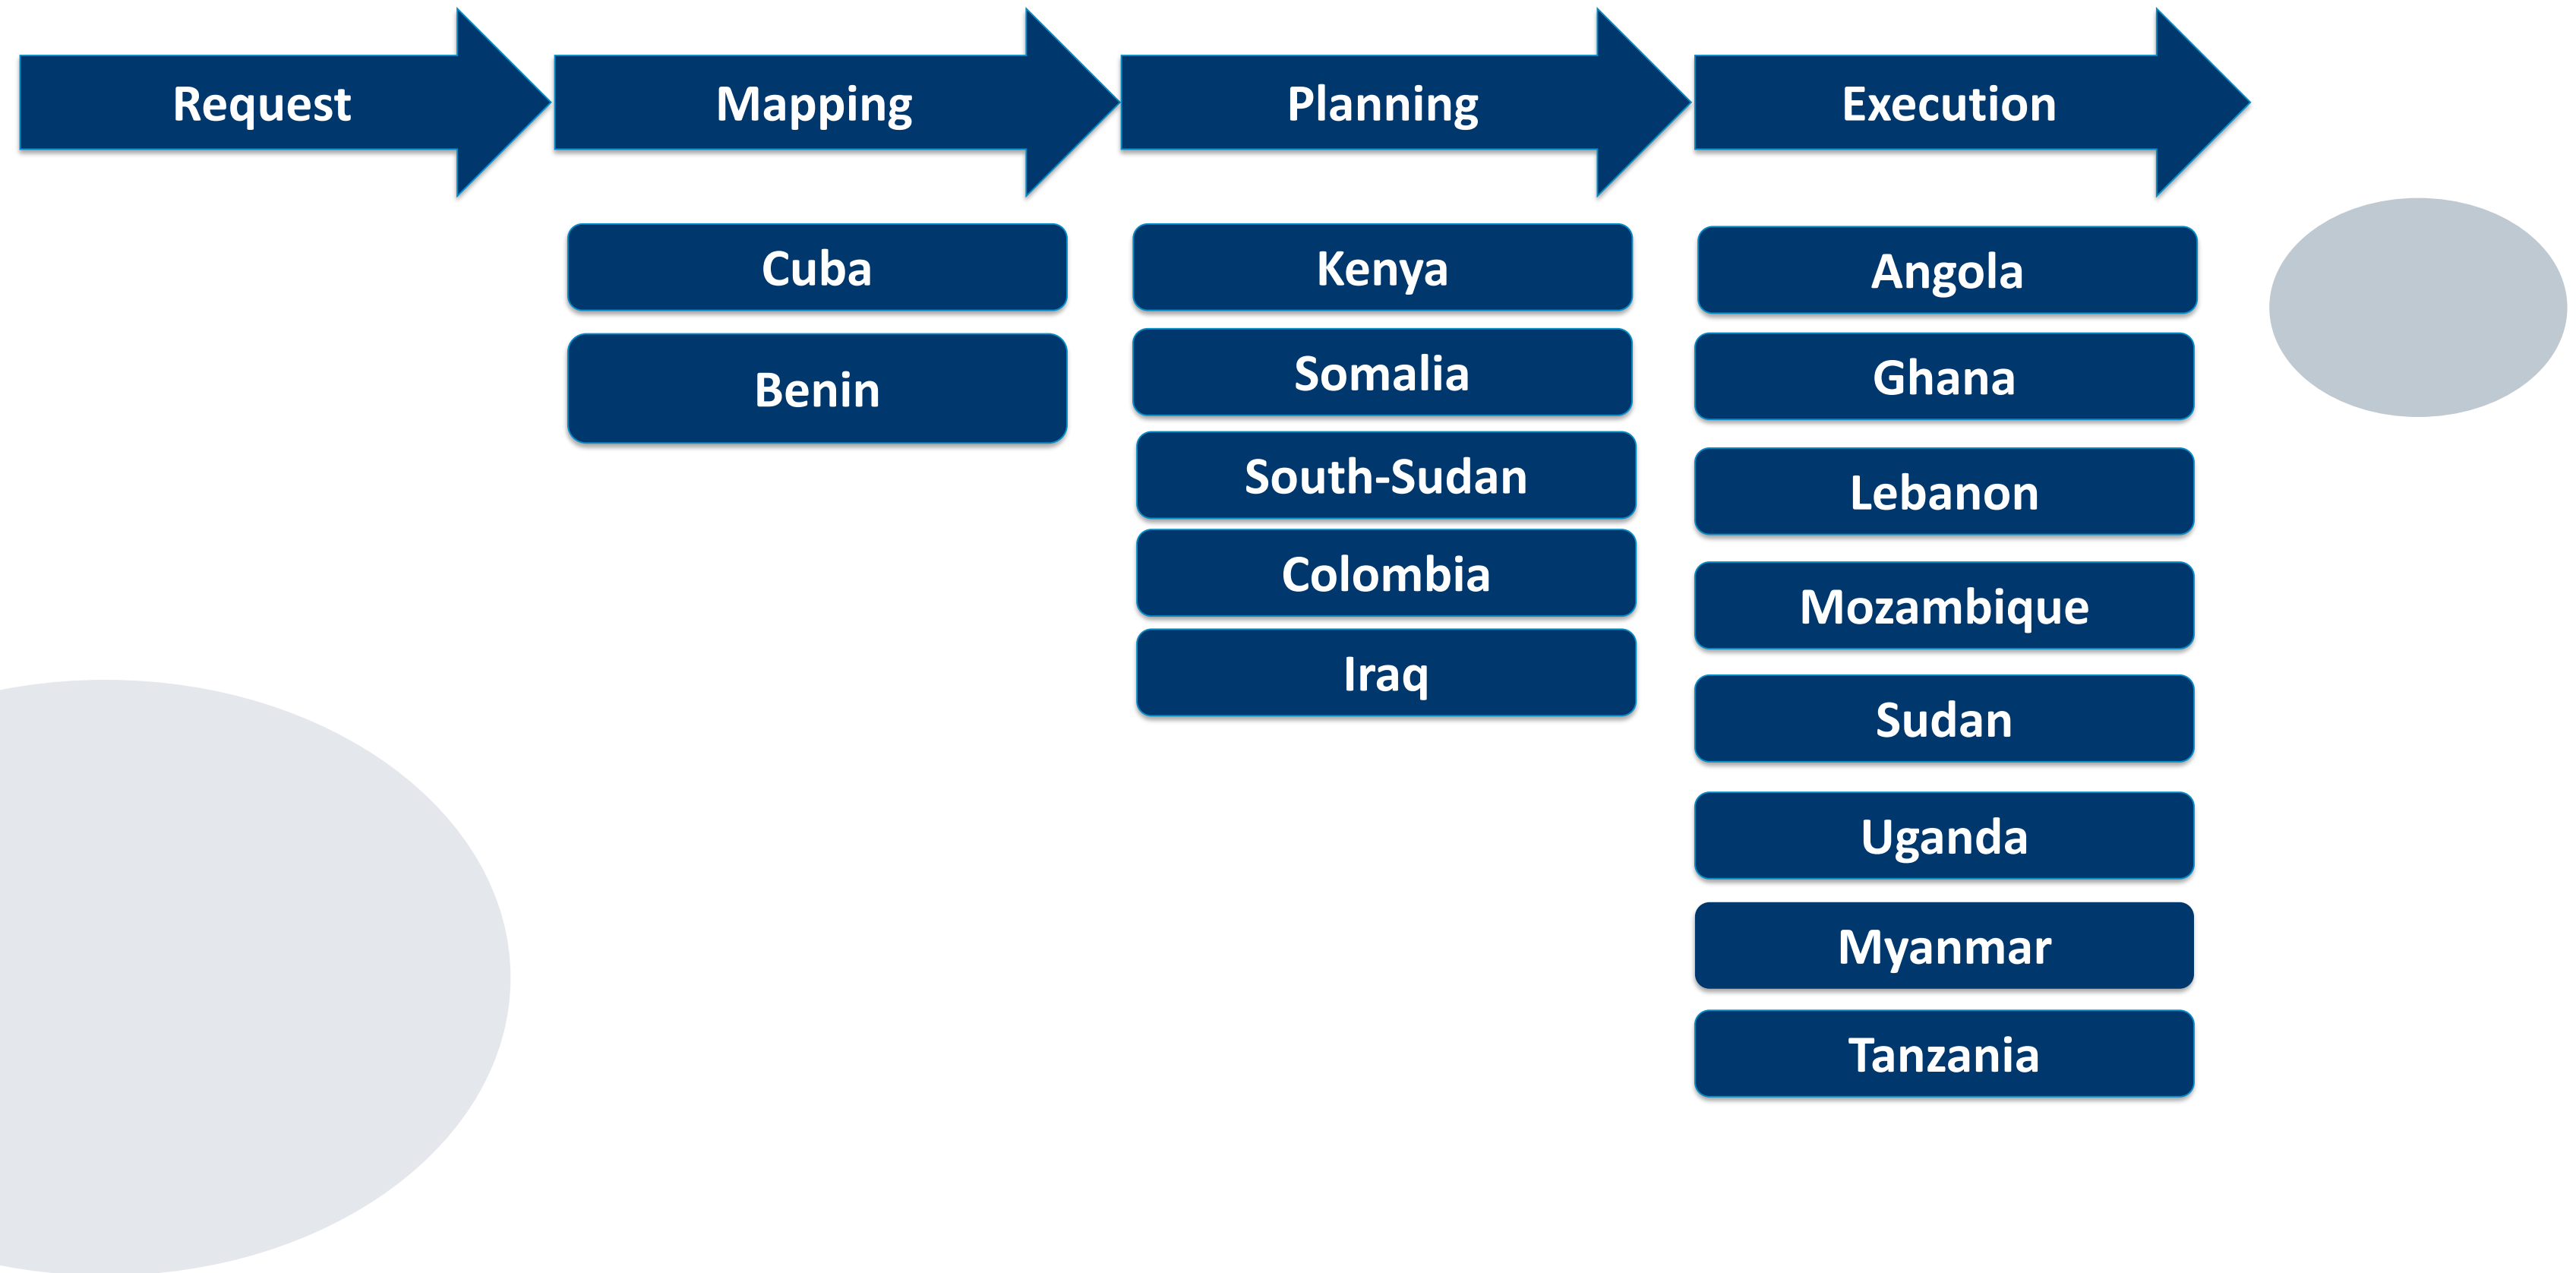 Request
Mapping
Planning
Execution
Cuba
Benin
Kenya
Somalia
South-Sudan
Colombia
Iraq
Angola
Ghana
Lebanon
Mozambique
Sudan
Uganda
Myanmar
Tanzania